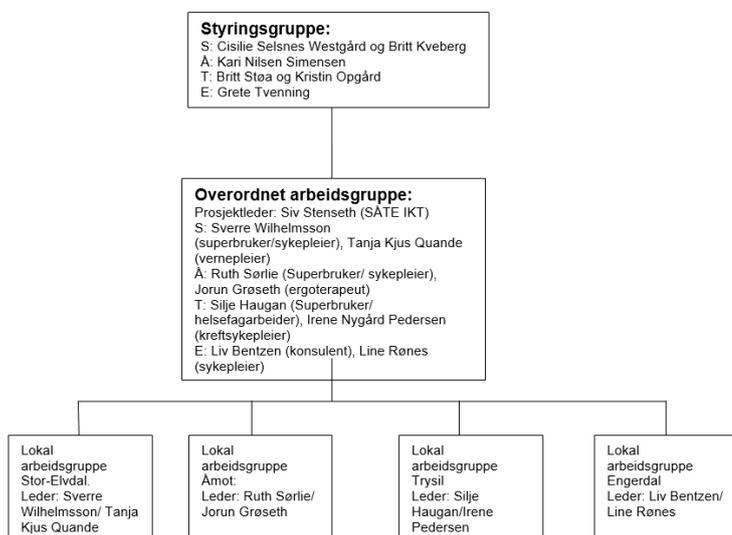 Styringsgruppe:
S: Cisilie Selsnes Westgård og Britt Kveberg
Å: Kari Nilsen Simensen
T: Britt Støa og Kristin Opgård
E: Grete Tvenning
Overordnet arbeidsgruppe:
Prosjektleder: Siv Stenseth (SÅTE IKT)
S: Sverre Wilhelmsson
(superbruker/sykepleier), Tanja Kjus Quande
(vernepleier)
Å: Ruth Sørlie (Superbruker/ sykepleier),
Jorun Grøseth (ergoterapeut)
T: Silje Haugan (Superbruker/
helsefagarbeider), Irene Nygård Pedersen
(kreftsykepleier)
E: Liv Bentzen (konsulent), Line Rønes
(sykepleier)
Lokal
arbeidsgruppe
Stor-Elvdal.
Leder: Sverre
Wilhelmsson/ Tanja
Kjus Quande
Lokal
arbeidsgruppe
Åmot:
Leder: Ruth Sørlie/
Jorun Grøseth
Lokal
arbeidsgruppe
Trysil
Leder: Silje
Haugan/Irene
Pedersen
Lokal
arbeidsgruppe
Engerdal
Leder: Liv Bentzen/
Line Rønes